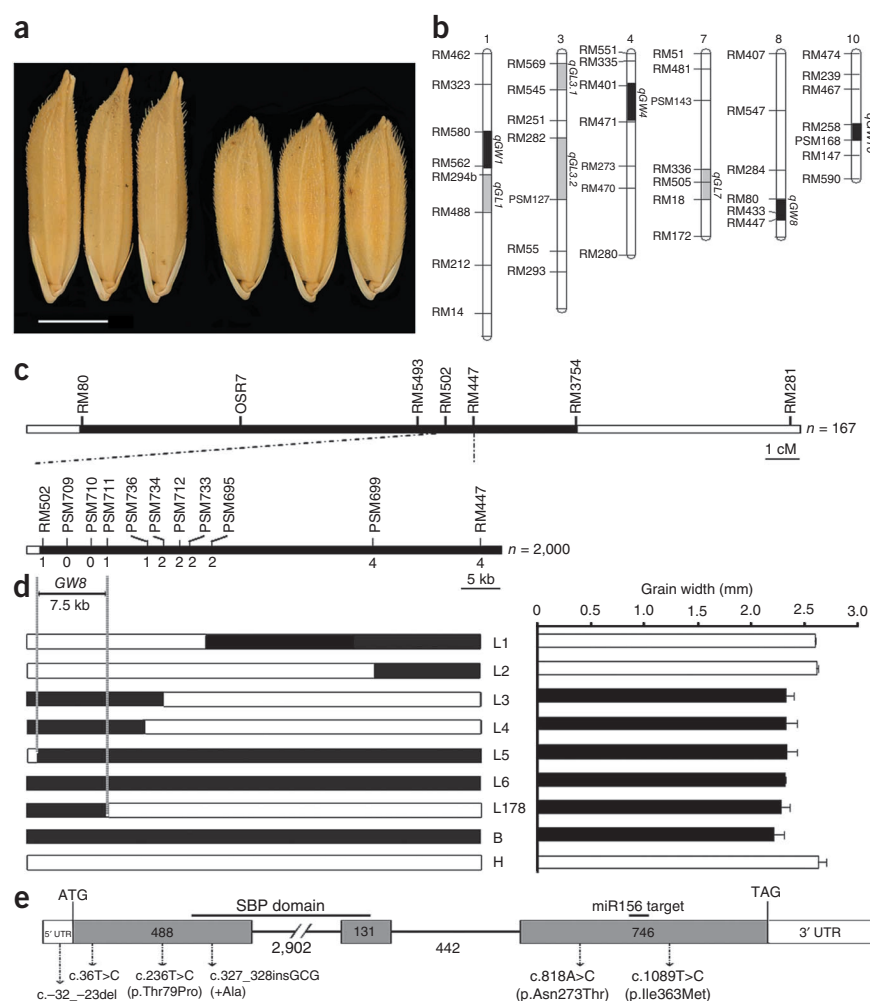 a
b
1
3
4
7
8
10
RM462
RM323
RM580
RM562
RM294b
RM488
RM212
RM14
qGW1
qGL1
RM569
RM545
RM251
RM282
PSM127
RM55
RM293
qGL3.1
qGL3.2
RM551
RM335
RM401
RM471
RM273
RM470
RM280
qGW4
RM51
RM481
PSM143
RM336
RM505
RM18
RM172
qGL7
RM407
RM547
RM284
RM80
RM433
RM447
qGW8
RM474
RM239
RM467
RM258
PSM168
RM147
RM590
c
RM80
OSR7
RM5493
RM502
RM447
RM3754
RM281
n = 167
1 cM
RM502
PSM709
PSM710
PSM711
PSM736
PSM734
PSM712
PSM733
PSM695
PSM699
RM447
n = 2,000
1 0 0 1 1 2 2 2 2 4 4
5 kb
d
GW8
7.5 kb
Grain width (mm)
0 0.5 1.0 1.5 2.0 2.5 3.0
L1
L2
L3
L4
L5
L6
L178
B
H
e
ATG
SBP domain
miR156 target
TAG
5′ UTR
488
131
746
3′ UTR
2,902
442
c.–32_–23del
c.36T>C
c.236T>C
(p.Thr79Pro)
c.327_328insGCG
(+Ala)
c.818A>C
(p.Asn273Thr)
c.1089T>C
(p.Ile363Met)